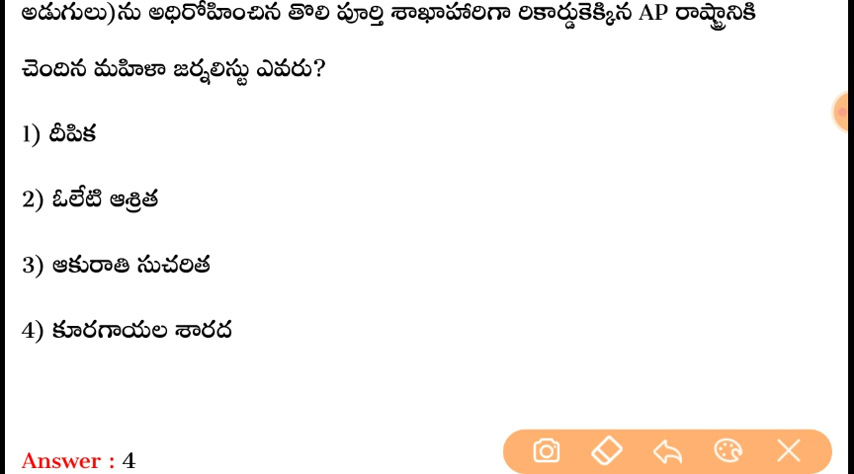 అడుగులు)ను అధిరోహించిన తొలి పూర్తి శాఖాహారిగా రికార్డుకెక్కిన AP రాష్ట్రానికి
చెందిన మహిళా జర్నలిస్టు ఎవరు?
1) దీపిక
2) ఓలేటి ఆశ్రిత
3) ఆకురాతి సుచరిత
4) కూరగాయల శారద
Answer : 4